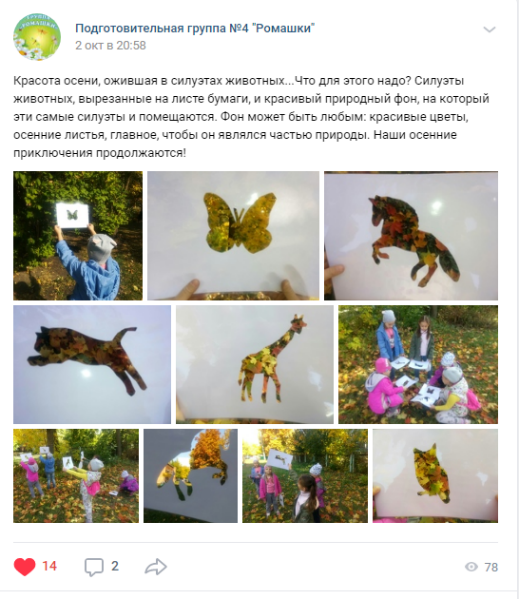 Подготовительная группа №4 "Ромашки"
2 окт в 20:58
Красота осени, ожившая в силуэтах животных...Что для этого надо? Силуэты
животных, вырезанные на листе бумаги, и красивый природный фон, на который
эти самые силуэты и помещаются. Фон может быть любым: красивые цветы,
осенние листья, главное, чтобы он являлся частью природы. Наши осенние
приключения продолжаются!
14
2
78